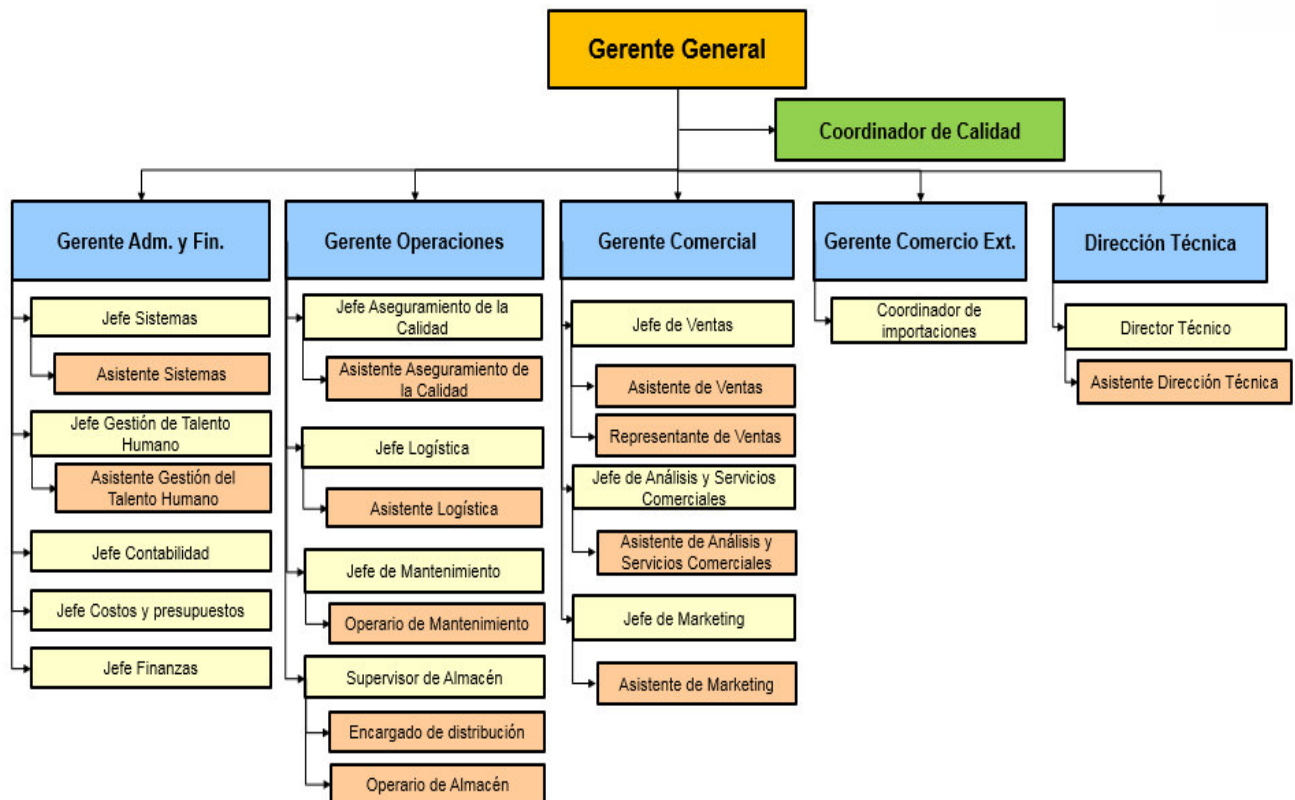 Gerente General
Coordinador de Calidad
Gerente Adm. y Fin.
Jefe Sistemas
Asistente Sistemas
Jefe Gestión de Talento
Humano
Asistente Gestión del
Talento Humano
Jefe Contabilidad
Jefe Costos y presupuestos
Jefe Finanzas
Gerente Operaciones
Jefe Aseguramiento de la
Calidad
Asistente Aseguramiento de
la Calidad
Jefe Logística
Asistente Logística
Jefe de Mantenimiento
Operario de Mantenimiento
Supervisor de Almacén
Encargado de distribución
Operario de Almacén
Gerente Comercial
Jefe de Ventas
Asistente de Ventas
Representante de Ventas
Jefe de Análisis y Servicios
Comerciales
Asistente de Análisis y
Servicios Comerciales
Jefe de Marketing
Asistente de Marketing
Gerente Comercio Ext.
Coordinador de
importaciones
Dirección Técnica
Director Técnico
Asistente Dirección Técnica